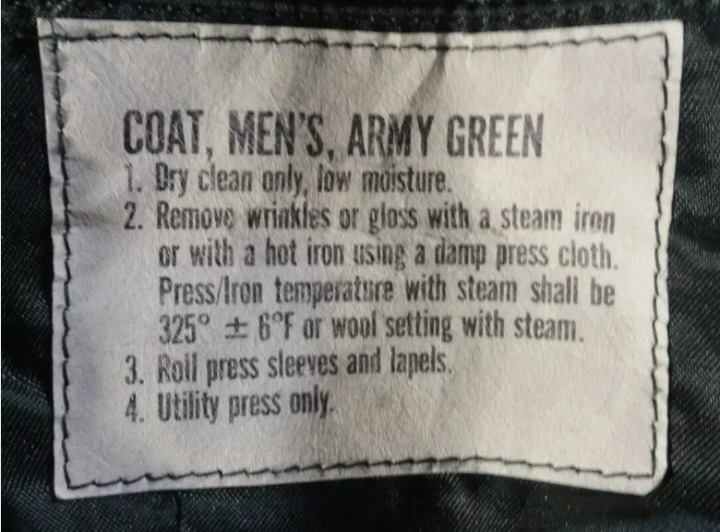 COAT, MEN'S, ARMY GREEN
1. Dry clean only, low moisture.
2. Remove wrinkles or gloss with a steam iron
or with a hot iron using a damp press cloth.
Press/Iron temperature with steam shall be
325° ± 6°F or wool setting with steam.
3. Roll press sleeves and lapels.
4. Utility press only.